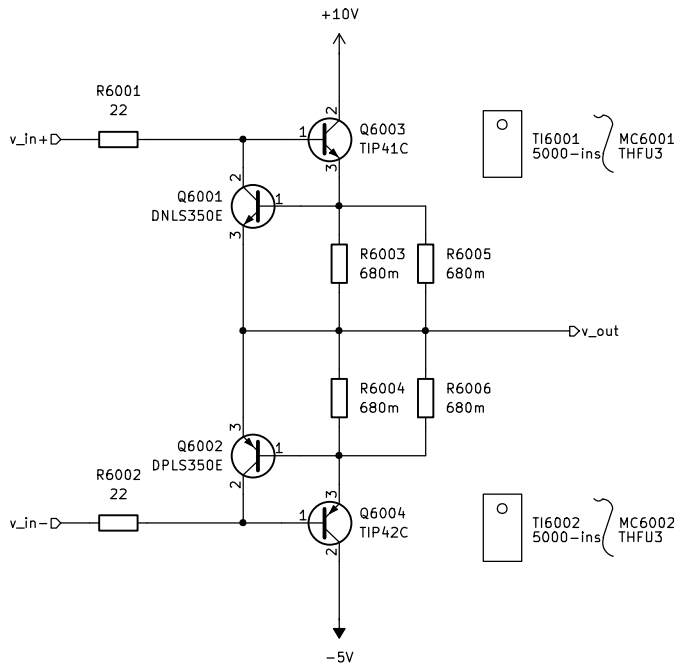 +10V
R6001
22
v_in+
1
2
3
Q6003
TIP41C
TI6001
5000-ins
MC6001
THFU3
Q6001
DNLS350E
2
1
3
R6003
680m
R6005
680m
v_out
R6004
680m
R6006
680m
Q6002
DPLS350E
3
1
2
R6002
22
v_in-
1
3
2
Q6004
TIP42C
TI6002
5000-ins
MC6002
THFU3
-5V